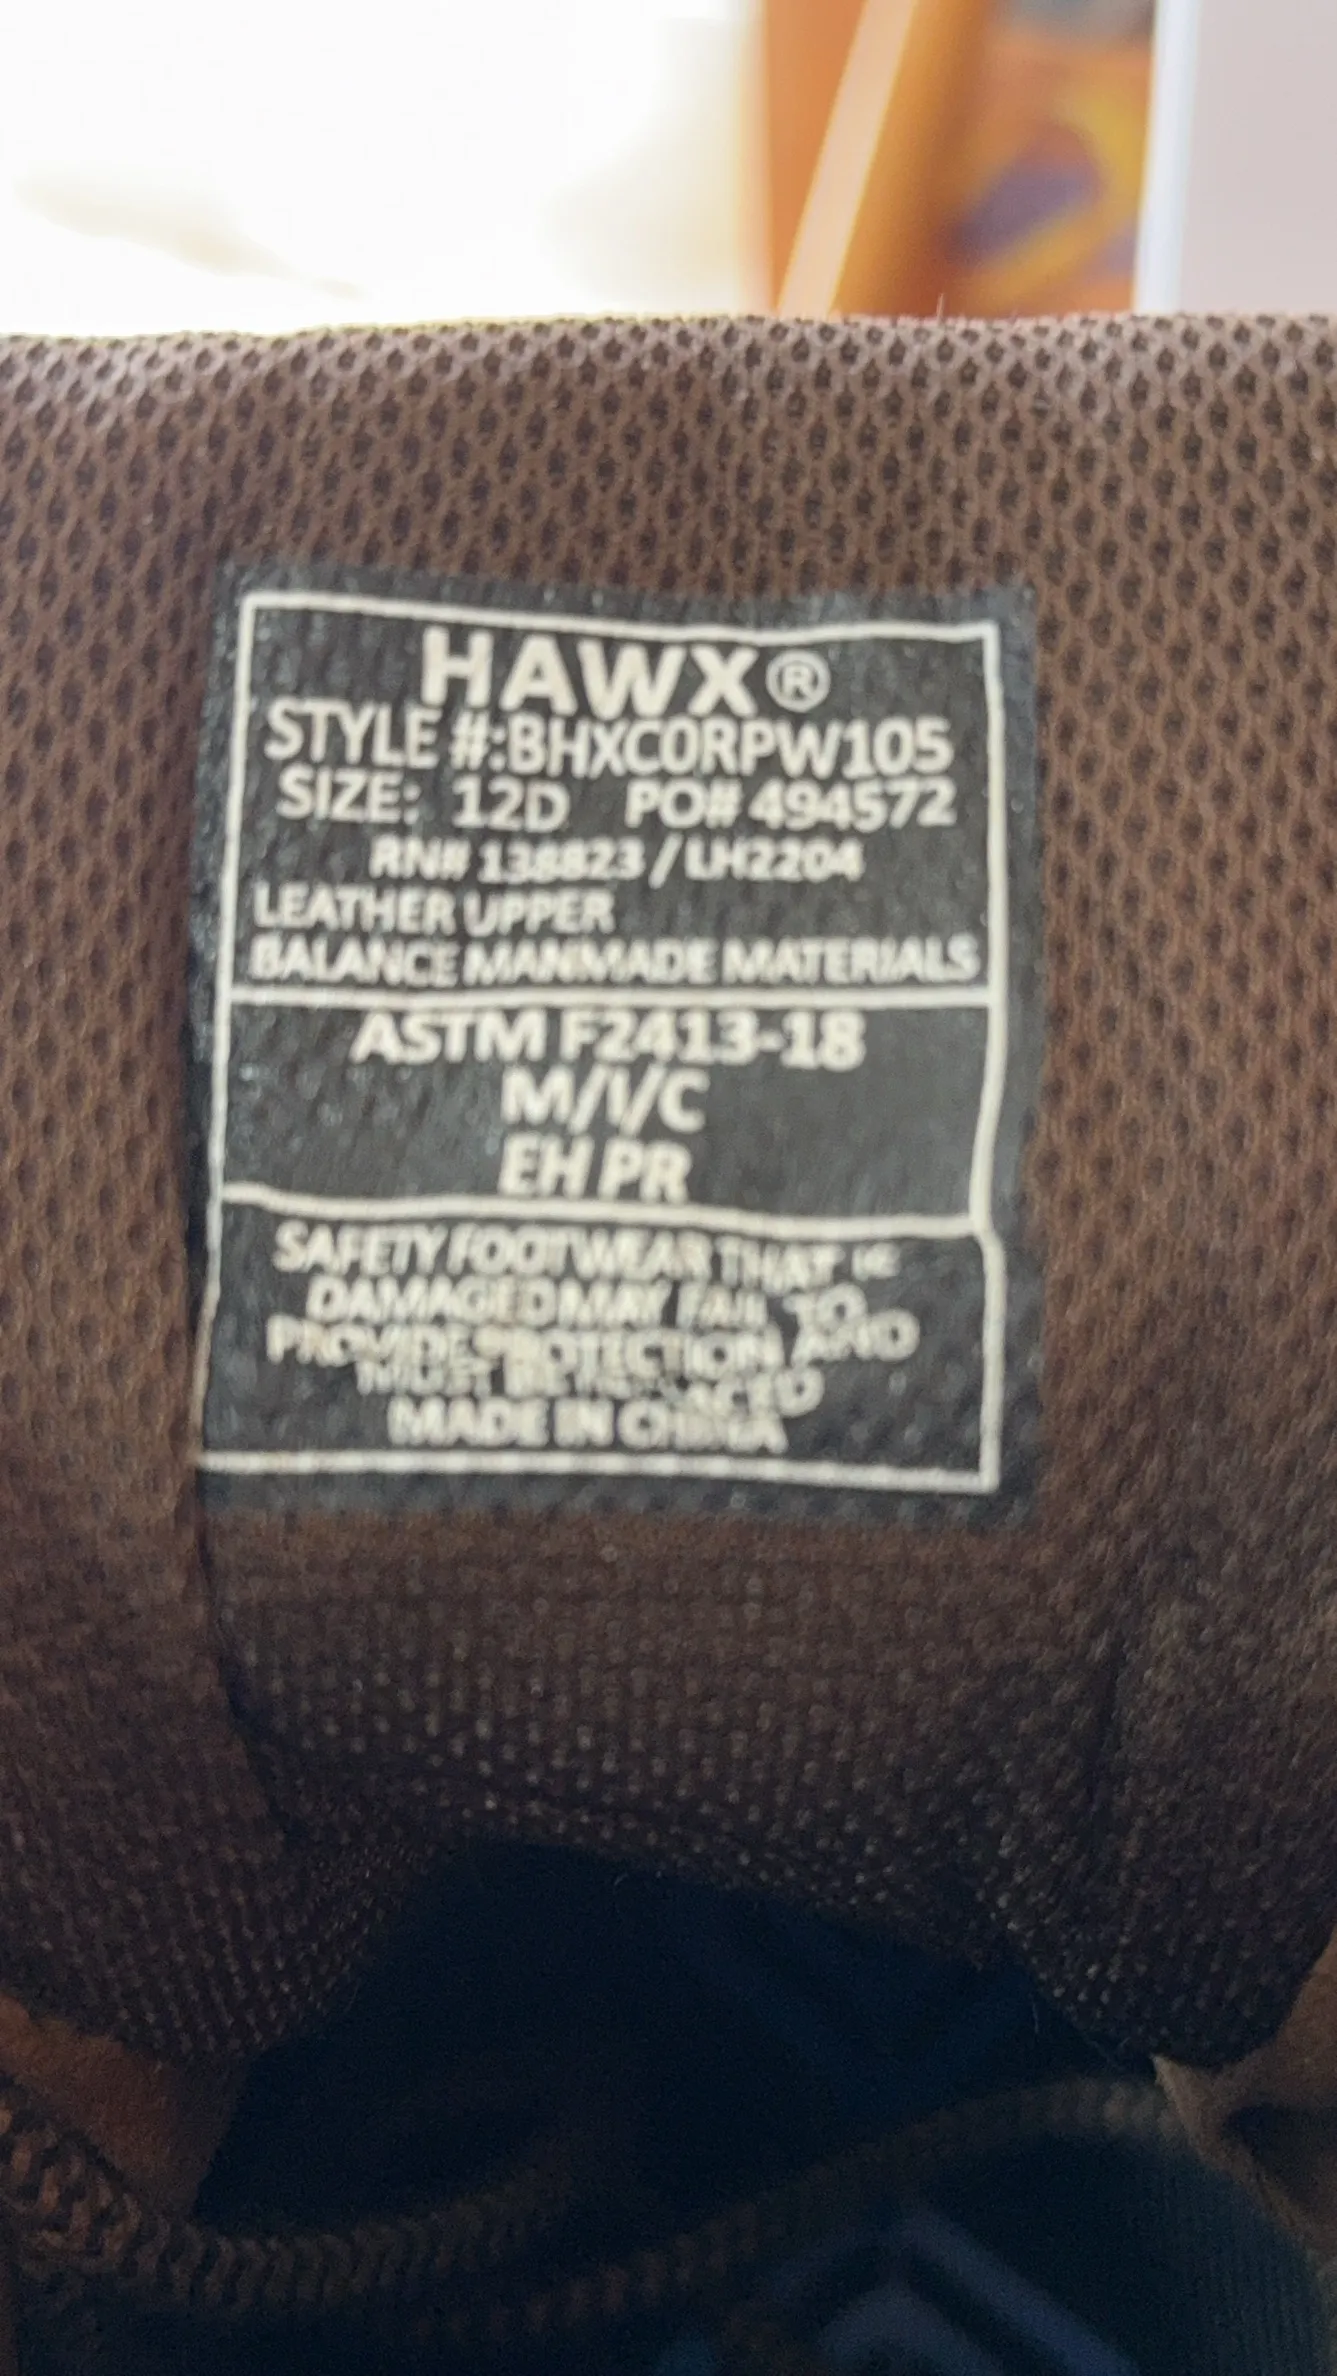 HAWX®
STYLE #:BHXC0RPW105
SIZE: 12D PO# 494572
RN# 138823 / LH2204
LEATHER UPPER
BALANCE MANMADE MATERIALS
ASTM F2413-18
M/I/C
EH PR
SAFETY FOOTWEAR THAT IS
DAMAGED MAY FAIL TO
PROVIDE PROTECTION AND
MUST BE REPLACED
MADE IN CHINA